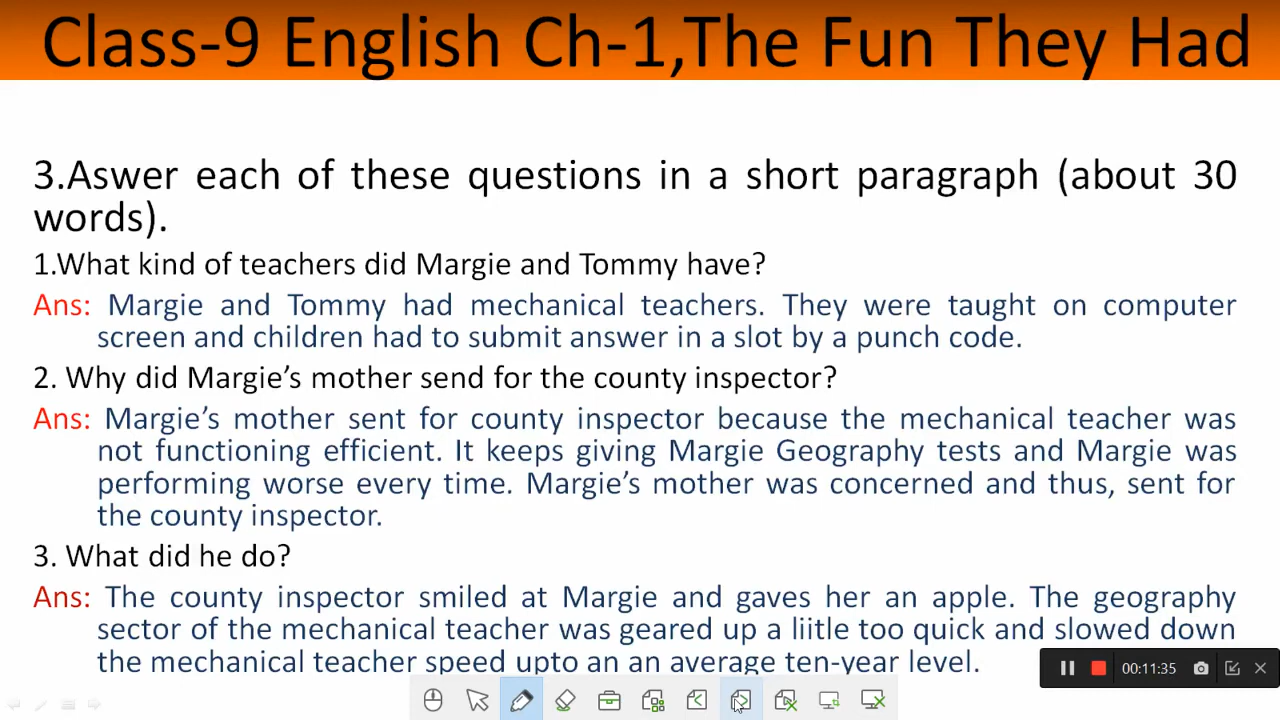 Class-9 English Ch-1,The Fun They Had
3.Aswer each of these questions in a short paragraph (about 30
words).
1.What kind of teachers did Margie and Tommy have?
Ans: Margie and Tommy had mechanical teachers. They were taught on computer
screen and children had to submit answer in a slot by a punch code.
2. Why did Margie’s mother send for the county inspector?
Ans: Margie’s mother sent for county inspector because the mechanical teacher was
not functioning efficient. It keeps giving Margie Geography tests and Margie was
performing worse every time. Margie’s mother was concerned and thus, sent for
the county inspector.
3. What did he do?
Ans: The county inspector smiled at Margie and gaves her an apple. The geography
sector of the mechanical teacher was geared up a liitle too quick and slowed down
the mechanical teacher speed upto an an average ten-year level.
00:11:35